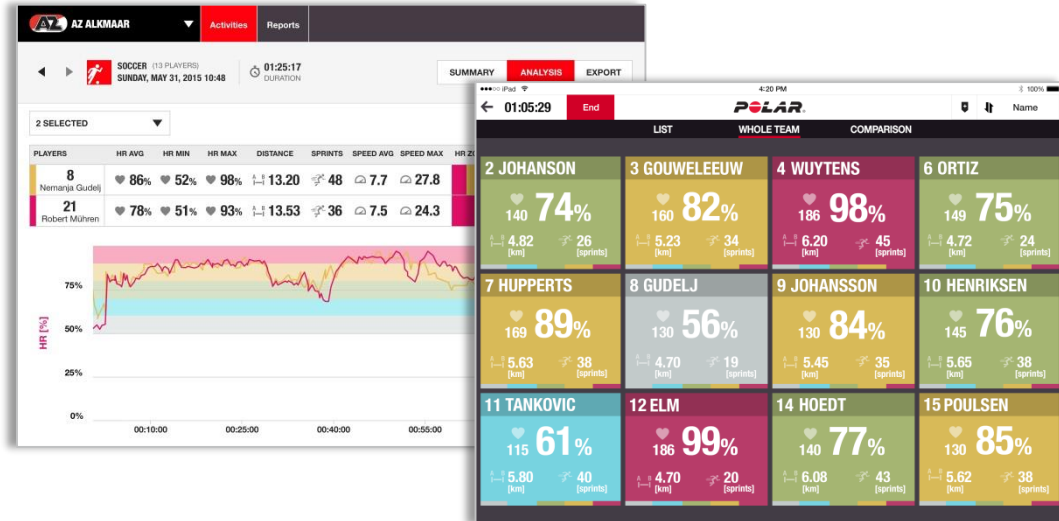 AZ ALKMAAR Activities Reports
SOCCER (13 PLAYERS)
SUNDAY, MAY 31, 2015 10:48
01:25:17
DURATION
SUMMARY ANALYSIS EXPORT
2 SELECTED
PLAYERS HR AVG HR MIN HR MAX DISTANCE SPRINTS SPEED AVG SPEED MAX HR
8
Nemanja Gudelj
86% 52% 98% 13.20 48 7.7 27.8
21
Robert Mühren
78% 51% 93% 13.53 36 7.5 24.3
HR [%]
75%
50%
25%
0%
00:10:00 00:25:00 00:40:00 00:55:00
iPad 4:20 PM 100%
01:05:29 End POLAR. Name
LIST WHOLE TEAM COMPARISON
2 JOHANSON
140 74%
A B 4.82 [km] 26 [sprints]
3 GOUWELEEUW
160 82%
A B 5.23 [km] 34 [sprints]
4 WUYTENS
186 98%
A B 6.20 [km] 45 [sprints]
6 ORTIZ
149 75%
A B 4.72 [km] 24 [sprints]
7 HUPPERTS
169 89%
A B 5.63 [km] 38 [sprints]
8 GUDELJ
130 56%
A B 4.70 [km] 19 [sprints]
9 JOHANSSON
130 84%
A B 5.45 [km] 35 [sprints]
10 HENRIKSEN
145 76%
A B 5.65 [km] 38 [sprints]
11 TANKOVIC
115 61%
A B 5.80 [km] 40 [sprints]
12 ELM
186 99%
A B 4.70 [km] 20 [sprints]
14 HOEDT
140 77%
A B 6.08 [km] 43 [sprints]
15 POULSEN
130 85%
A B 5.62 [km] 38 [sprints]